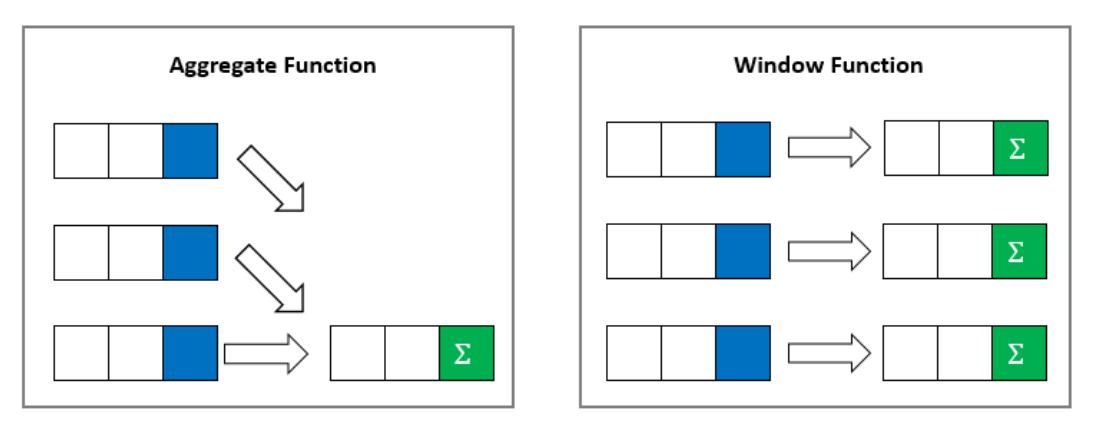 Aggregate Function
Σ
Window Function
Σ
Σ
Σ